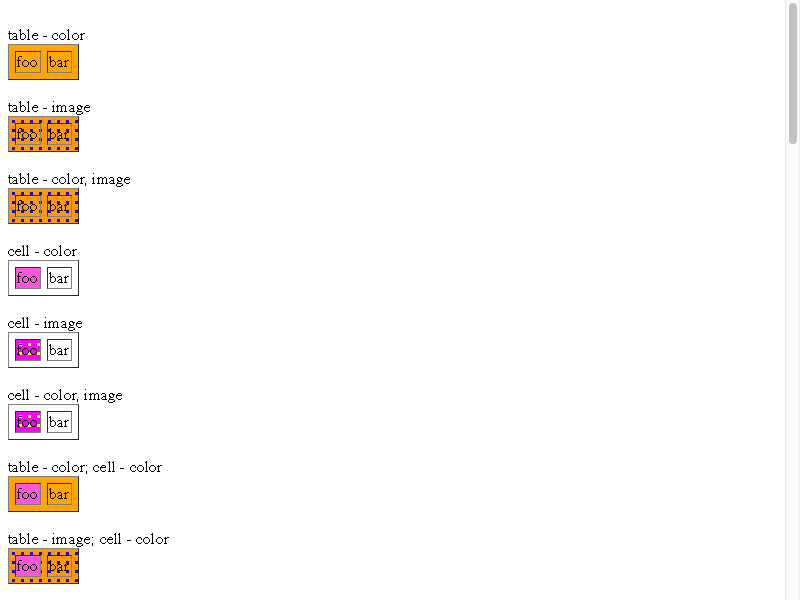 table - color
foo bar
table - image
foo bar
table - color, image
foo bar
cell - color
foo bar
cell - image
foo bar
cell - color, image
foo bar
table - color; cell - color
foo bar
table - image; cell - color
foo bar